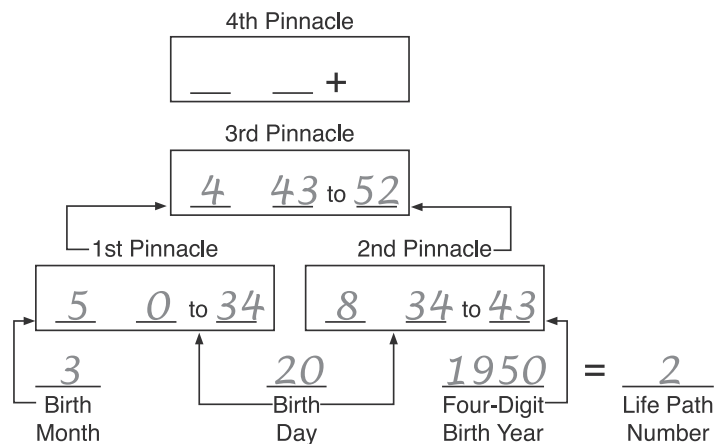 4th Pinnacle
__ __ +
3rd Pinnacle
4 43 to 52
1st Pinnacle 2nd Pinnacle
5 0 to 34 8 34 to 43
3 20 1950 = 2
Birth Birth Four-Digit Life Path
Month Day Birth Year Number